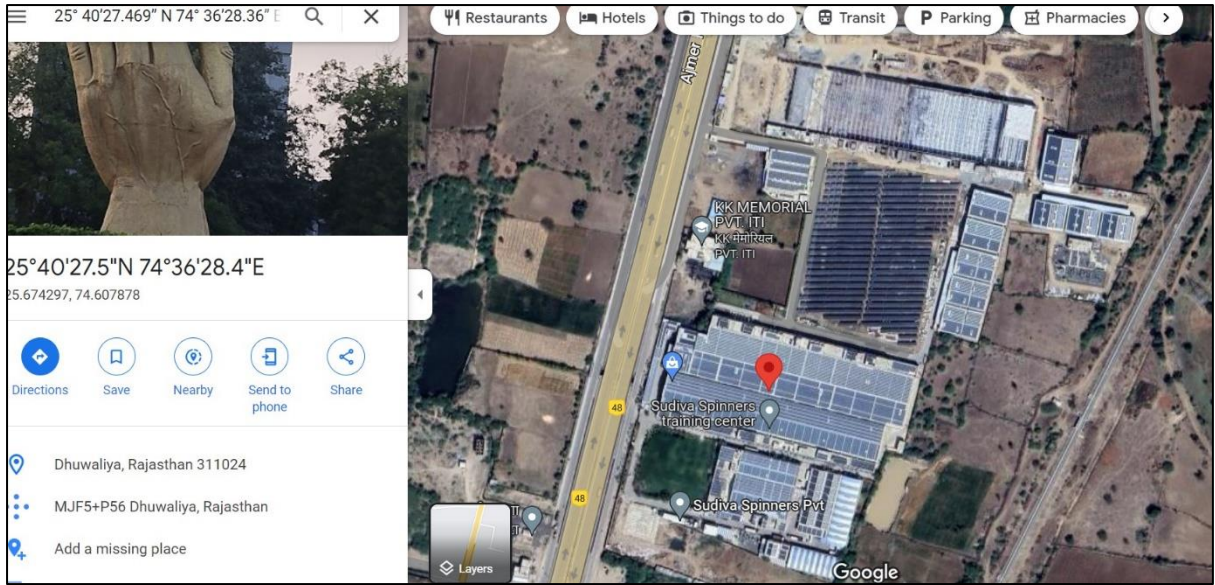 25° 40'27.469" N 74° 36'28.36" E
Restaurants
Hotels
Things to do
Transit
P Parking
Pharmacies
25°40'27.5"N 74°36'28.4"E
25.674297, 74.607878
Directions
Save
Nearby
Send to
phone
Share
Dhuwaliya, Rajasthan 311024
MJF5+P56 Dhuwaliya, Rajasthan
Add a missing place
Ajmer
KK MEMORIAL
PVT. ITI
KK मेमोरियल
PVT. ITI
48
Sudiva Spinners
training center
48
Sudiva Spinners Pvt
Layers
Google